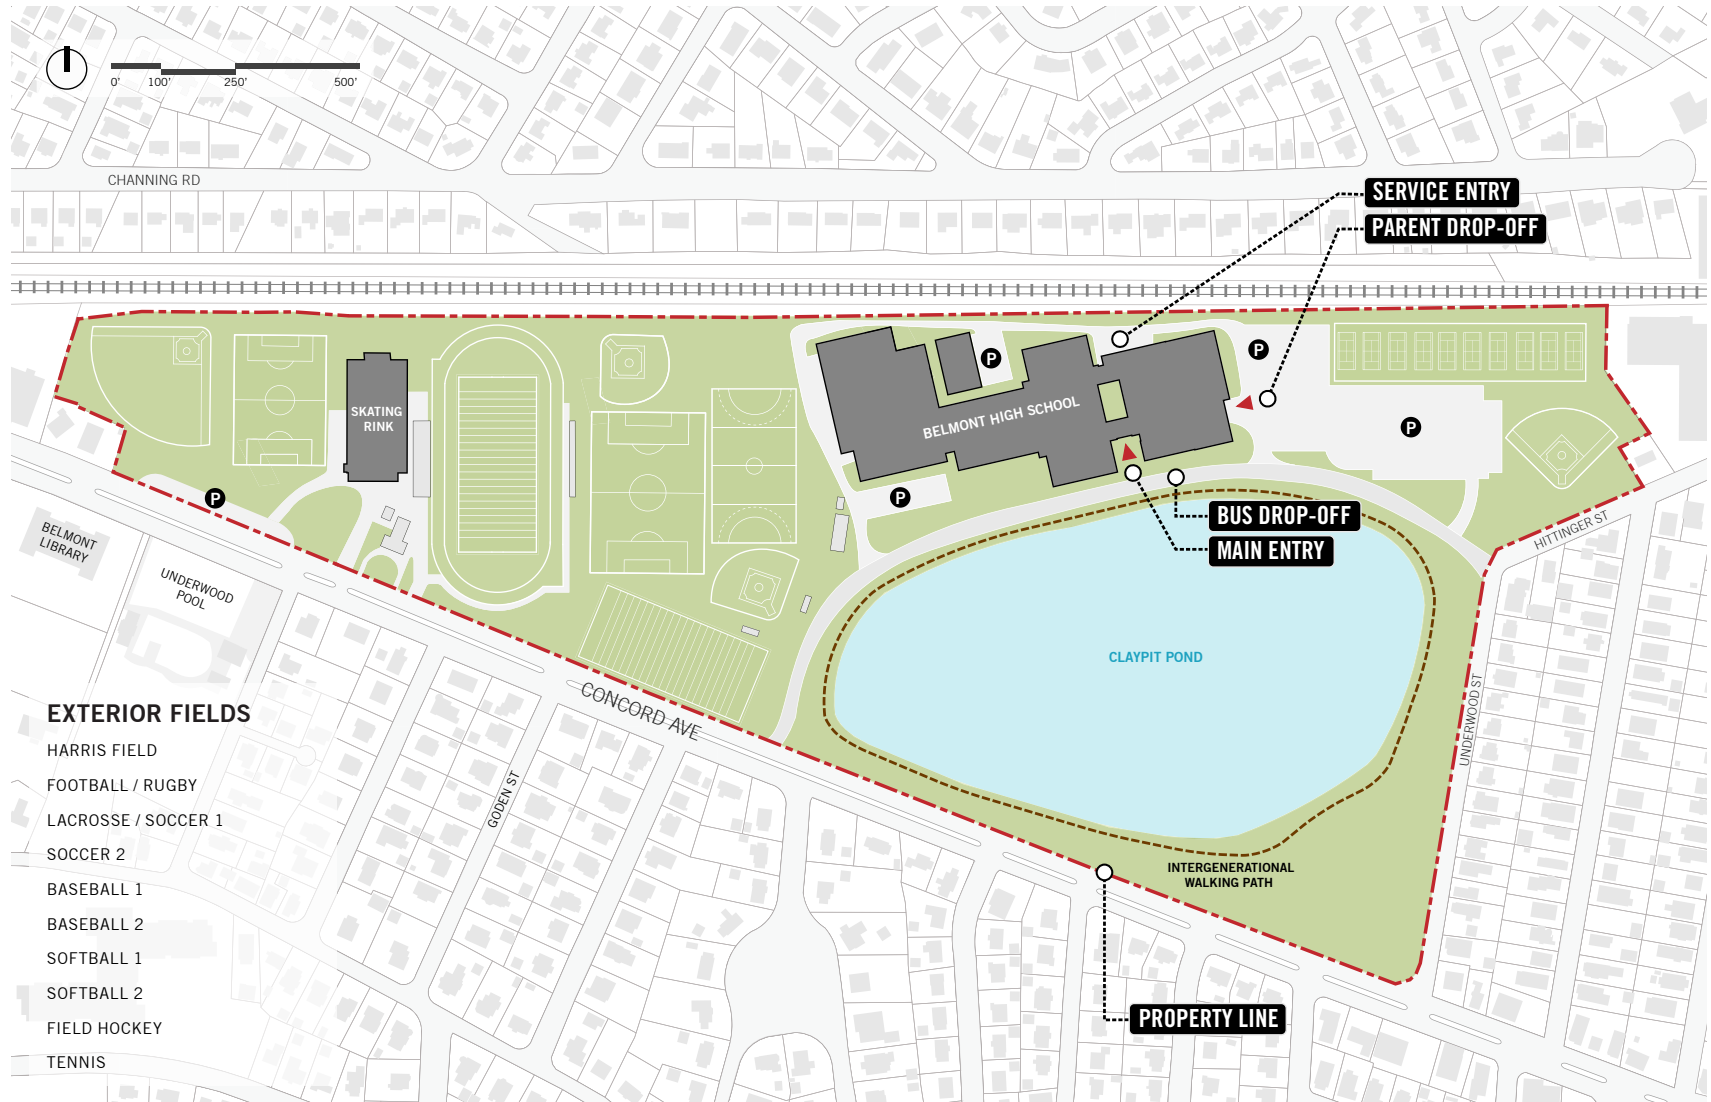 0'
100'
250'
500'
CHANNING RD
SERVICE ENTRY
PARENT DROP-OFF
P
P
SKATING
RINK
BELMONT HIGH SCHOOL
P
P
P
BUS DROP-OFF
MAIN ENTRY
HITTINGER ST
BELMONT
LIBRARY
UNDERWOOD
POOL
CLAYPIT POND
CONCORD AVE
UNDERWOOD ST
GODEN ST
EXTERIOR FIELDS
HARRIS FIELD
FOOTBALL / RUGBY
LACROSSE / SOCCER 1
SOCCER 2
BASEBALL 1
BASEBALL 2
SOFTBALL 1
SOFTBALL 2
FIELD HOCKEY
TENNIS
INTERGENERATIONAL
WALKING PATH
PROPERTY LINE